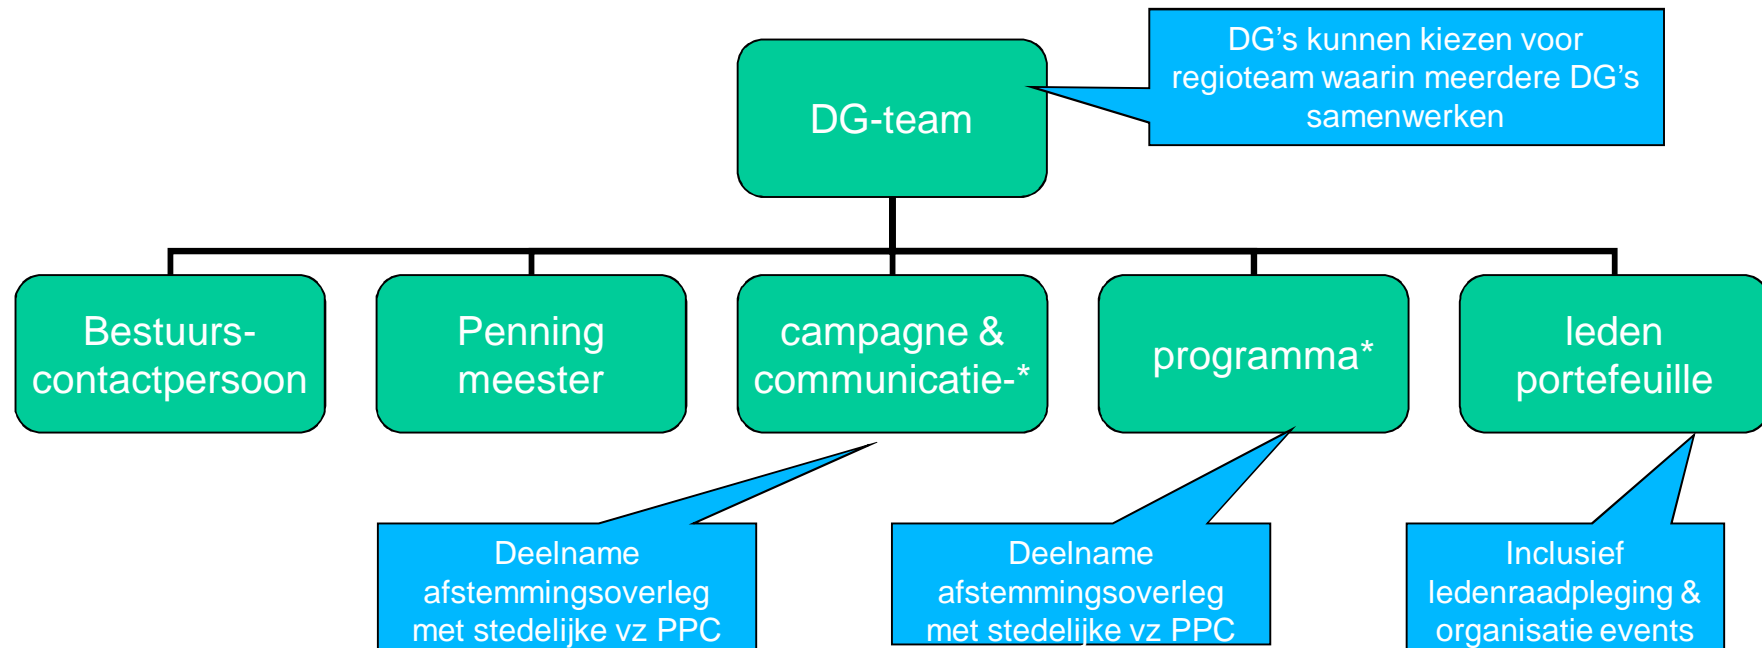 DG's kunnen kiezen voor
regioteam waarin meerdere DG's
samenwerken
DG-team
Bestuurs-
contactpersoon
Penning
meester
campagne &
communicatie-*
programma*
leden
portefeuille
Deelname
afstemmingsoverleg
met stedelijke vz PPC
Deelname
afstemmingsoverleg
met stedelijke vz PPC
Inclusief
ledenraadpleging &
organisatie events